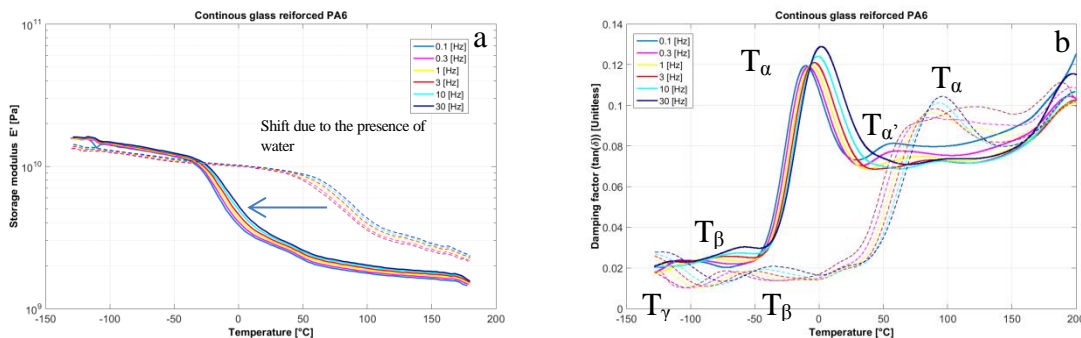 Continous glass reiforced PA6
a
10^11
0.1 [Hz]
0.3 [Hz]
1 [Hz]
3 [Hz]
10 [Hz]
30 [Hz]
Storage modulus E' [Pa]
Shift due to the presence of
water
10^10
10^9
-150
-100
-50
0
50
100
150
200
Temperature [°C]
Continous glass reiforced PA6
b
0.14
0.12
0.1
0.08
0.06
0.04
0.02
0
0.1 [Hz]
0.3 [Hz]
1 [Hz]
3 [Hz]
10 [Hz]
30 [Hz]
Damping factor (tan(δ)) [Unitless]
Tα
Tα
Tα’
Tβ
Tγ
Tβ
-150
-100
-50
0
50
100
150
200
Temperature [°C]